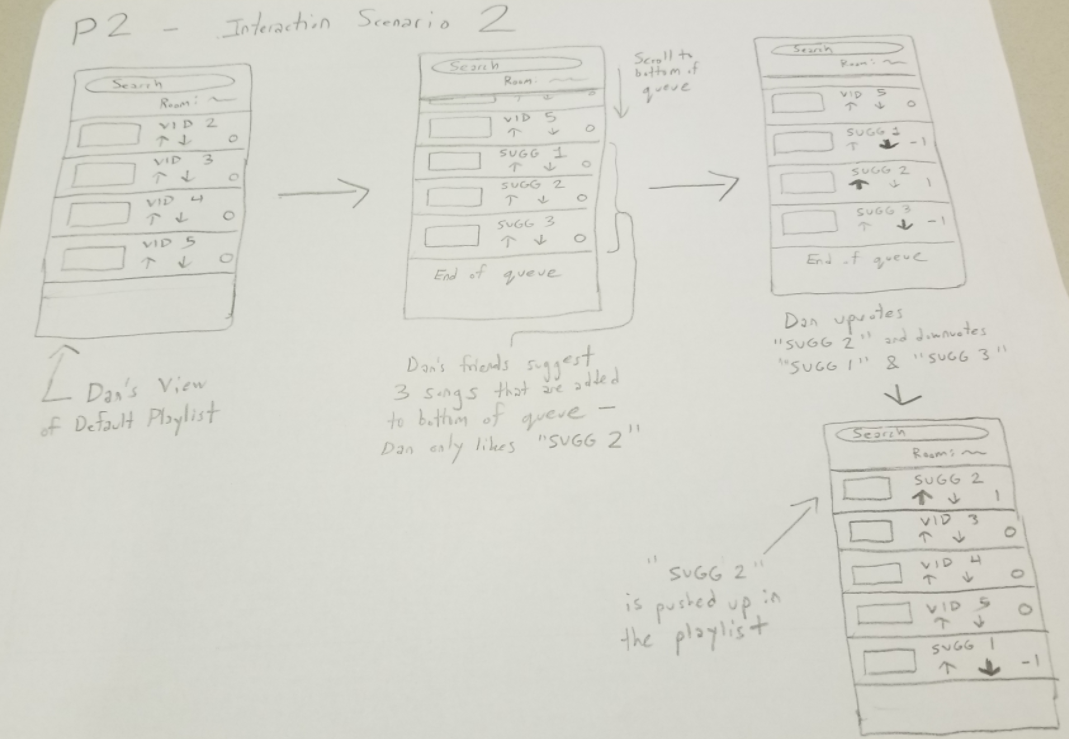 P2 - Interaction Scenario 2
Search
Room:
VID 2
↑ ↓ 0
VID 3
↑ ↓ 0
VID 4
↑ ↓ 0
VID 5
↑ ↓ 0
Dan's View
of Default Playlist
Search
Room:
↑ ↓ 0
VID 5
↑ ↓ 0
SUGG 1
↑ ↓ 0
SUGG 2
↑ ↓ 0
SUGG 3
↑ ↓ 0
End of queue
Scroll to
bottom of
queue
Dan's friends suggest
3 songs that are added
to bottom of queue -
Dan only likes "SUGG 2"
Search
Room:
VID 5
↑ ↓ 0
SUGG 1
↑ ↓ -1
SUGG 2
↑ ↓ 1
SUGG 3
↑ ↓ -1
End of queue
Dan upvotes
"SUGG 2" and downvotes
"SUGG 1" & "SUGG 3"
Search
Room:
SUGG 2
↑ ↓ 1
VID 3
↑ ↓ 0
VID 4
↑ ↓ 0
VID 5
↑ ↓ 0
SUGG 1
↑ ↓ -1
"SUGG 2"
is pushed up in
the playlist